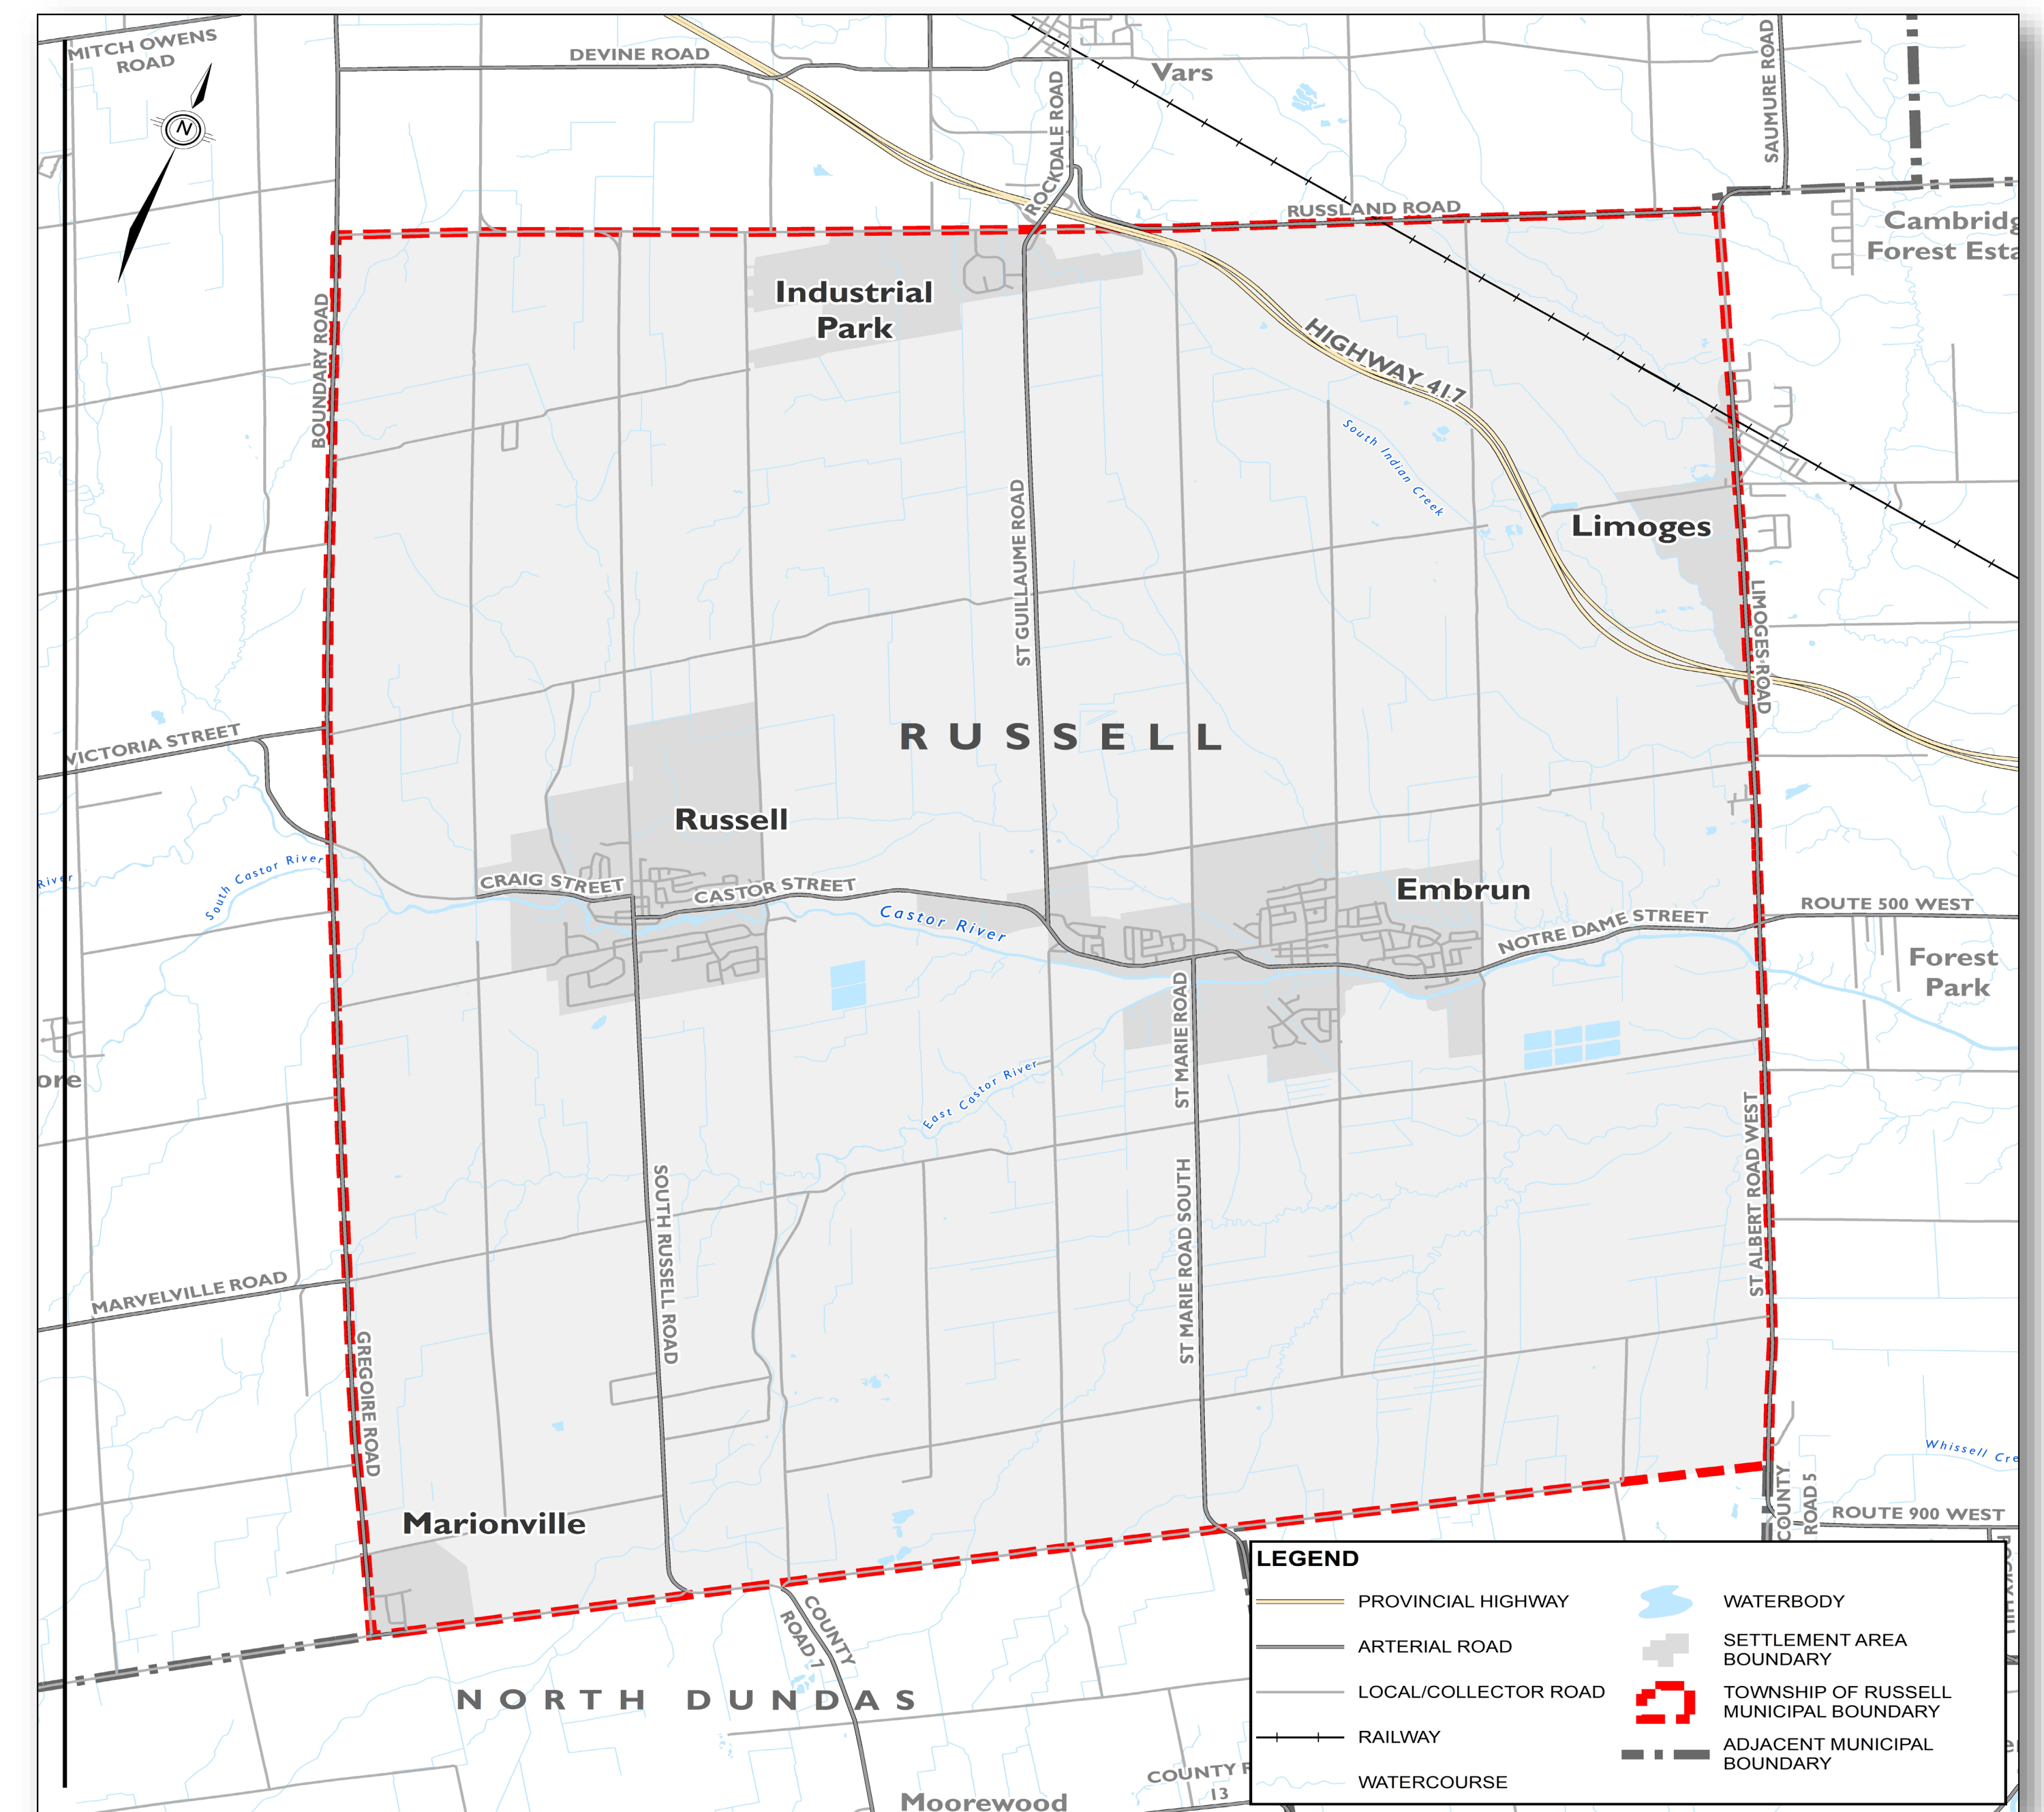 MITCH OWENS
ROAD
DEVINE ROAD
Vars
SAUMURE ROAD
N
ROCKDALE ROAD
RUSSLAND ROAD
Forest
Industrial
Park
BOUNDARY ROAD
HIGHWAY 417
South Indian Creek
Limoges
ST GUILLAUME ROAD
LIMOGES ROAD
RUSSELL
VICTORIA STREET
Russell
South Castor River
River
CRAIG STREET
CASTOR STREET
Castor River
Embrun
NOTRE DAME STREET
ROUTE 500 WEST
Forest
Park
ST MARIE ROAD
East Castor River
ST ALBERT ROAD WEST
SOUTH RUSSELL ROAD
ST MARIE ROAD SOUTH
MARVELVILLE ROAD
GREGOIRE ROAD
Whissell
COUNTY
ROAD 5
ROUTE 900 WEST
Marionville
COUNTY
ROAD 7
NORTH DUNDAS
Moorewood
COUNTY
13
LEGEND
PROVINCIAL HIGHWAY
ARTERIAL ROAD
LOCAL/COLLECTOR ROAD
RAILWAY
WATERCOURSE
WATERBODY
SETTLEMENT AREA
BOUNDARY
TOWNSHIP OF RUSSELL
MUNICIPAL BOUNDARY
ADJACENT MUNICIPAL
BOUNDARY